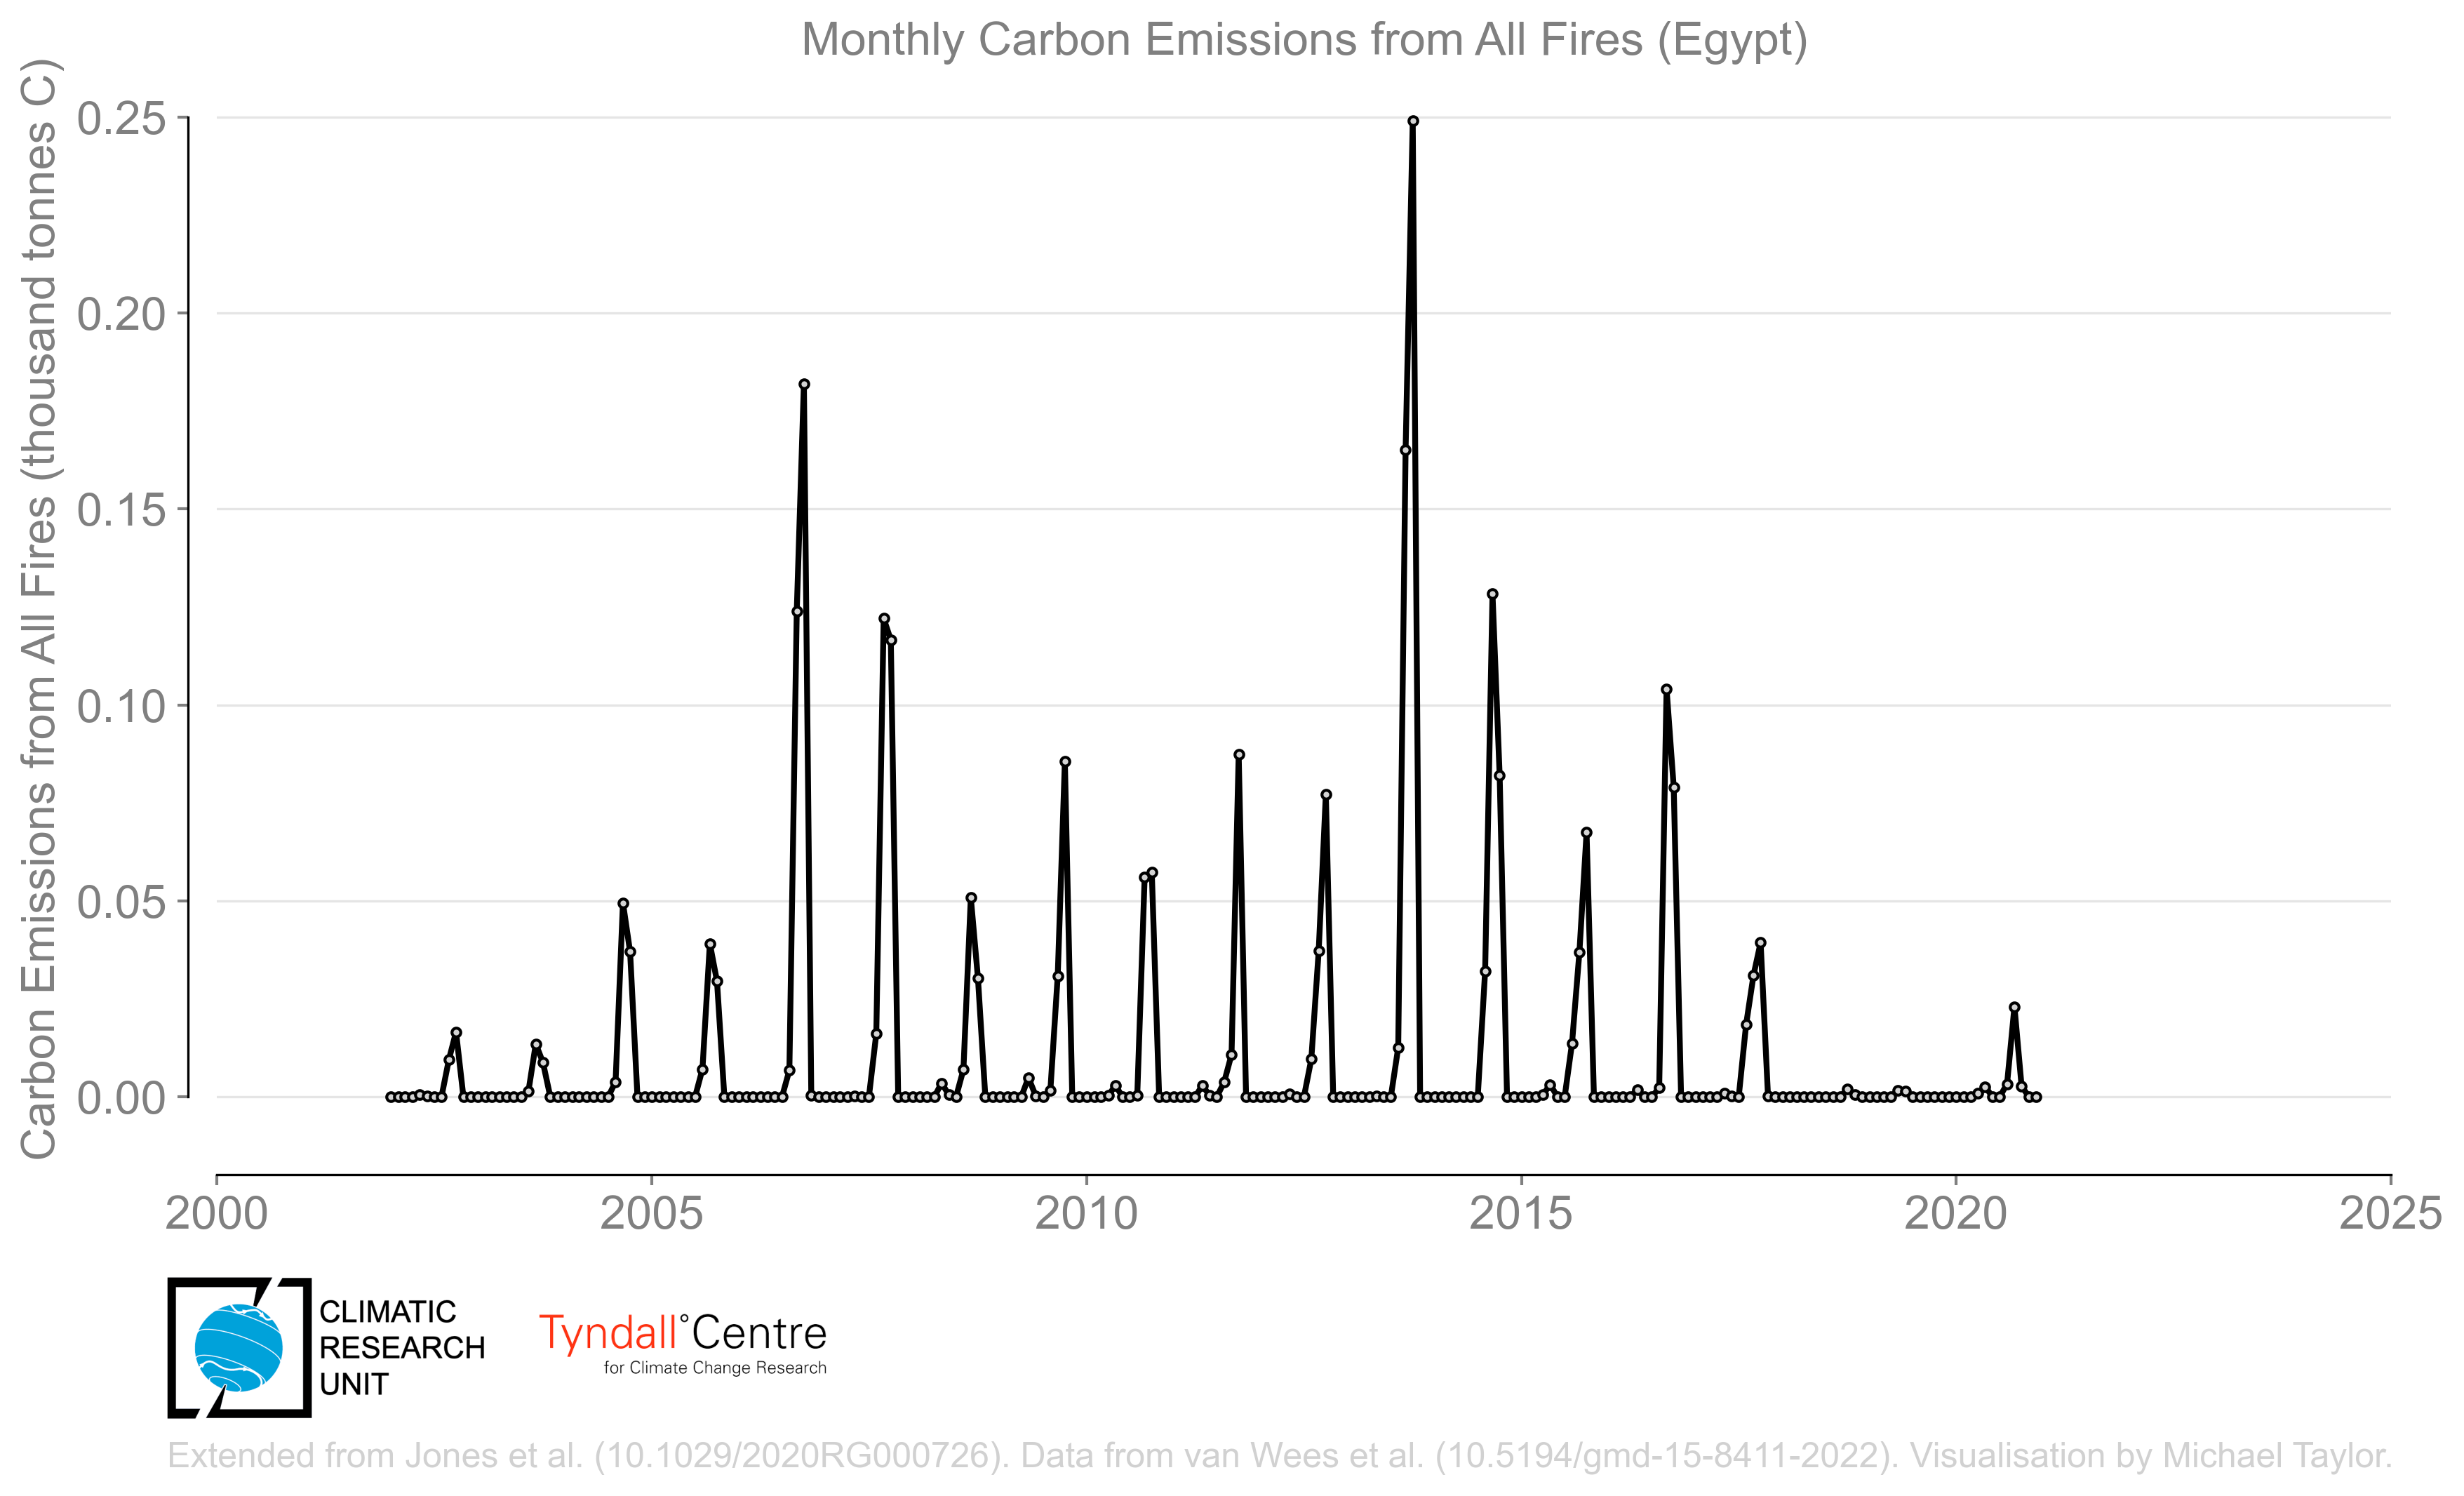 Monthly Carbon Emissions from All Fires (Egypt)
Carbon Emissions from All Fires (thousand tonnes C)
0.25
0.20
0.15
0.10
0.05
0.00
2000 2005 2010 2015 2020 2025
CLIMATIC
RESEARCH
UNIT
Tyndall°Centre
for Climate Change Research
Extended from Jones et al. (10.1029/2020RG000726). Data from van Wees et al. (10.5194/gmd-15-8411-2022). Visualisation by Michael Taylor.